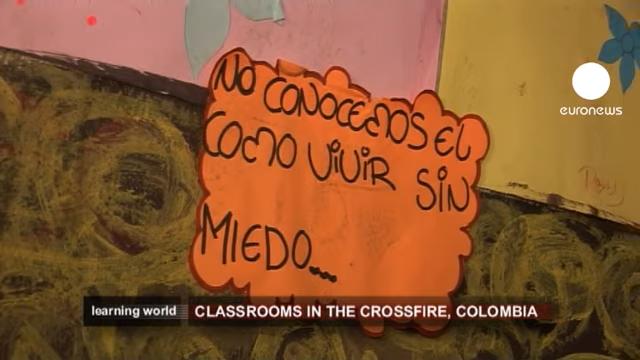 euronews
NO CONOCEMOS EL
COMO VIVIR SIN
MIEDO...
learning world
CLASSROOMS IN THE CROSSFIRE, COLOMBIA